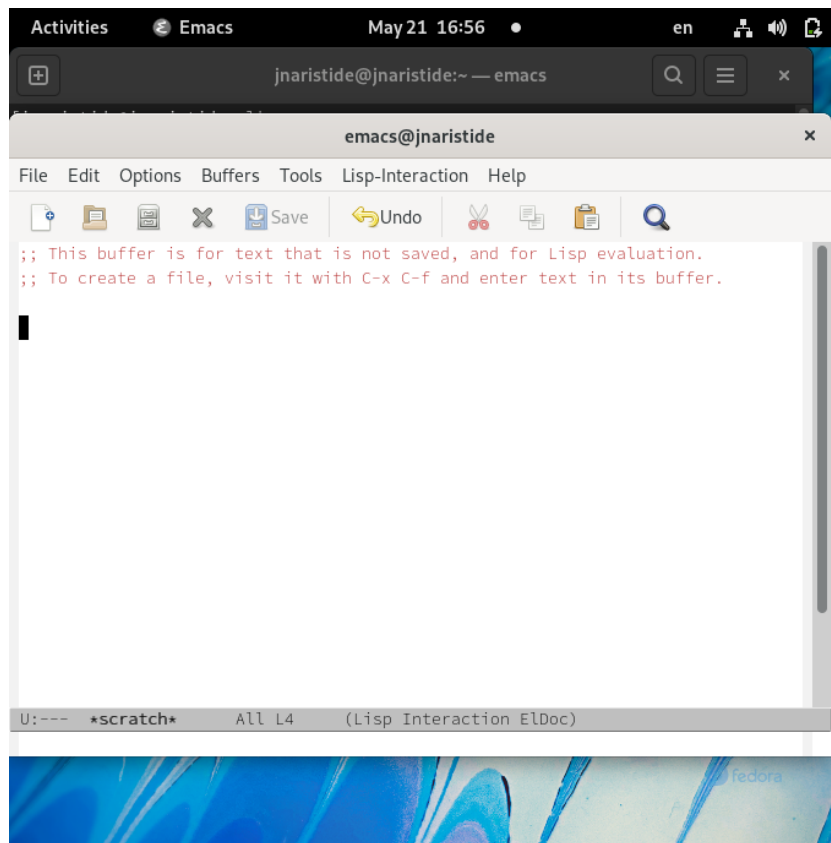 Activities Emacs May 21 16:56 en
jnaristide@jnaristide:~ — emacs
emacs@jnaristide
File Edit Options Buffers Tools Lisp-Interaction Help
Save Undo
;; This buffer is for text that is not saved, and for Lisp evaluation.
;; To create a file, visit it with C-x C-f and enter text in its buffer.
U:--- *scratch* All L4 (Lisp Interaction ElDoc)
fedora